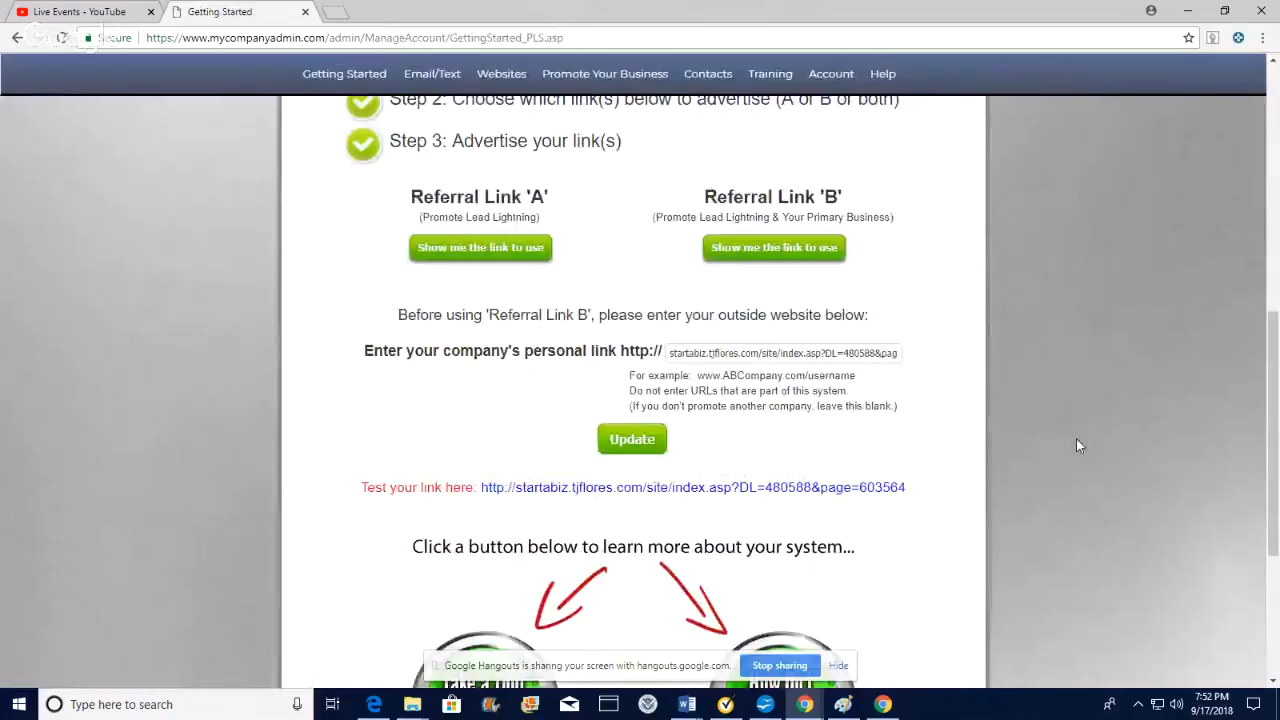 Live Events - YouTube
Getting Started
Secure
https://www.mycompanyadmin.com/admin/ManageAccount/GettingStarted_PLS.asp
Getting Started Email/Text Websites Promote Your Business Contacts Training Account Help
Step 2: Choose which link(s) below to advertise (A or B or both)
Step 3: Advertise your link(s)
Referral Link 'A'
(Promote Lead Lightning)
Show me the link to use
Referral Link 'B'
(Promote Lead Lightning & Your Primary Business)
Show me the link to use
Before using 'Referral Link B', please enter your outside website below:
Enter your company's personal link http:// startabiz.tjflores.com/site/index.asp?DL=480588&pag
For example: www.ABCompany.com/username
Do not enter URLs that are part of this system.
(If you don't promote another company, leave this blank.)
Update
Test your link here: http://startabiz.tjflores.com/site/index.asp?DL=480588&page=603564
Click a button below to learn more about your system...
Google Hangouts is sharing your screen with hangouts.google.com.
Stop sharing
Hide
Type here to search
7:52 PM
9/17/2018